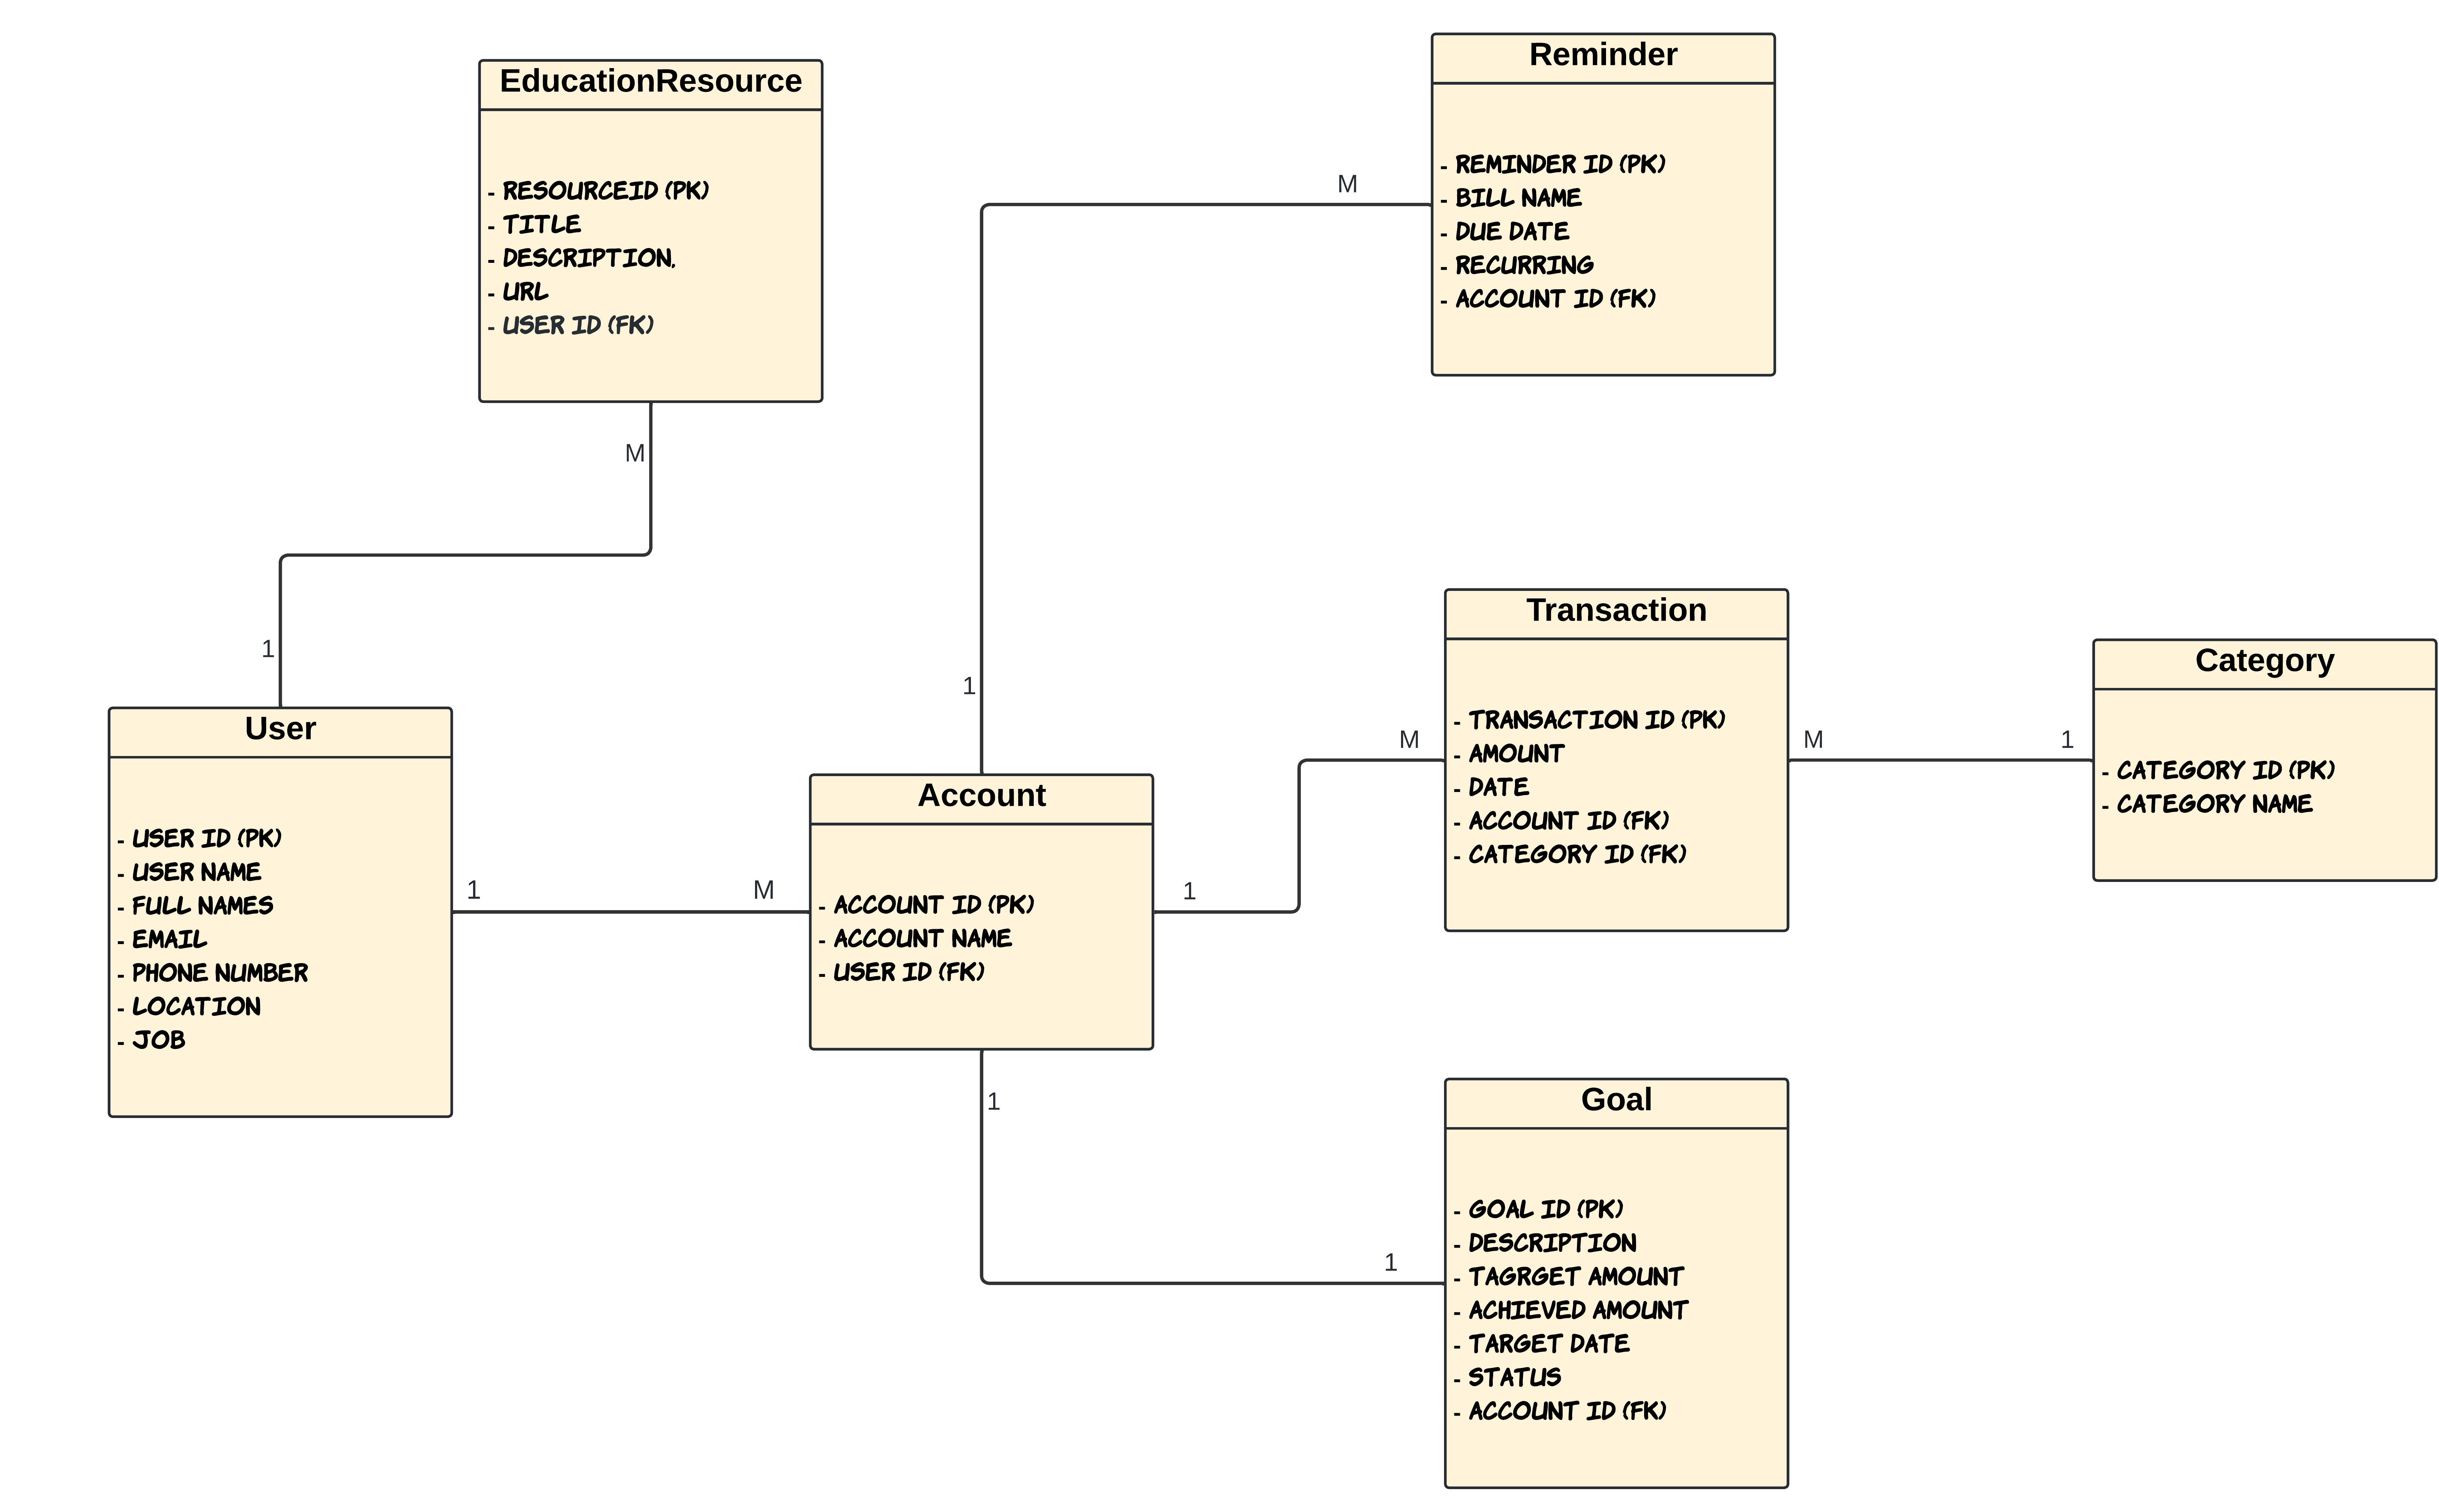 EducationResource
- RESOURCEID (PK)
- TITLE
- DESCRIPTION.
- URL
- USER ID (FK)
M
1
Reminder
- REMINDER ID (PK)
- BILL NAME
- DUE DATE
- RECURRING
- ACCOUNT ID (FK)
M
1
User
- USER ID (PK)
- USER NAME
- FULL NAMES
- EMAIL
- PHONE NUMBER
- LOCATION
- JOB
1 M
Account
- ACCOUNT ID (PK)
- ACCOUNT NAME
- USER ID (FK)
1 M
Transaction
- TRANSACTION ID (PK)
- AMOUNT
- DATE
- ACCOUNT ID (FK)
- CATEGORY ID (FK)
M 1
Category
- CATEGORY ID (PK)
- CATEGORY NAME
1
1
Goal
- GOAL ID (PK)
- DESCRIPTION
- TAGRGET AMOUNT
- ACHIEVED AMOUNT
- TARGET DATE
- STATUS
- ACCOUNT ID (FK)